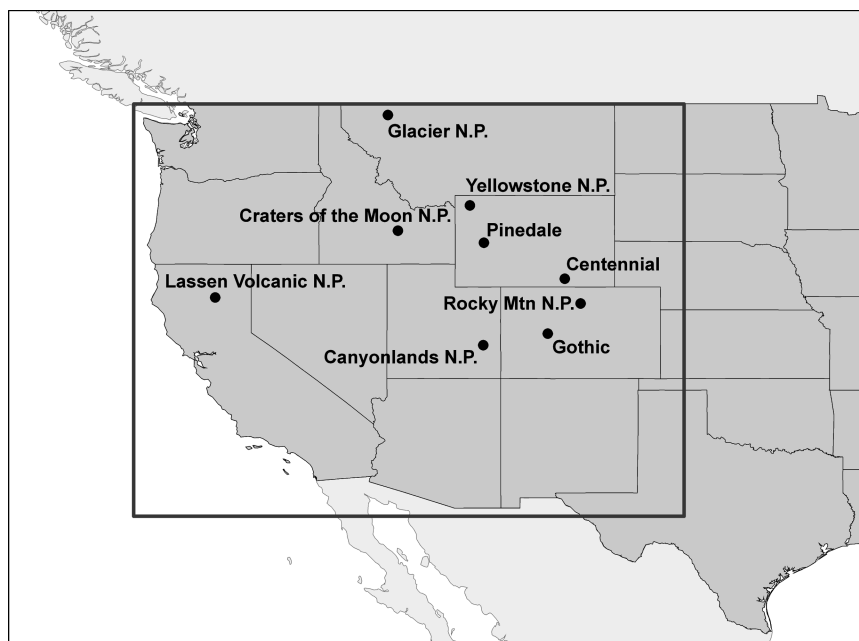 Glacier N.P.
Yellowstone N.P.
Craters of the Moon N.P.
Pinedale
Centennial
Lassen Volcanic N.P.
Rocky Mtn N.P.
Gothic
Canyonlands N.P.